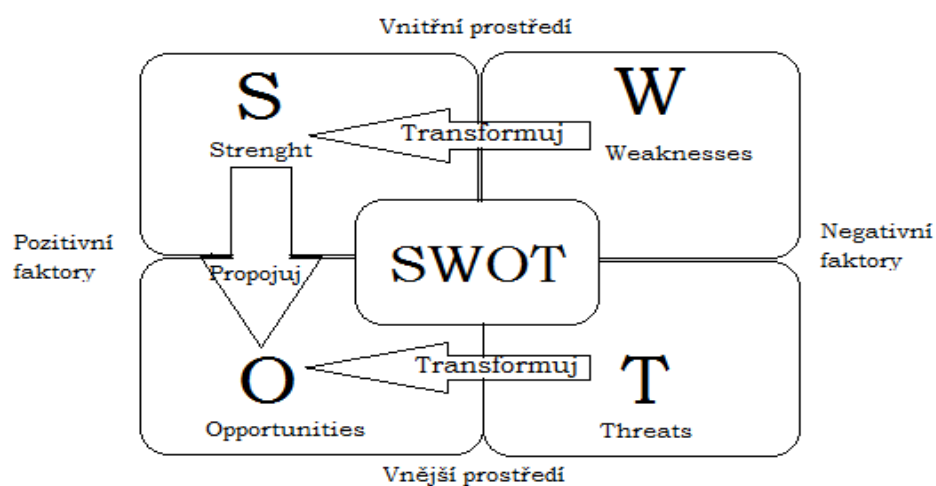 Vnitřní prostředí
S
W
Transformuj
Strenght
Weaknesses
Pozitivní
faktory
Negativní
faktory
SWOT
Propojuj
Transformuj
O
T
Opportunities
Threats
Vnější prostředí